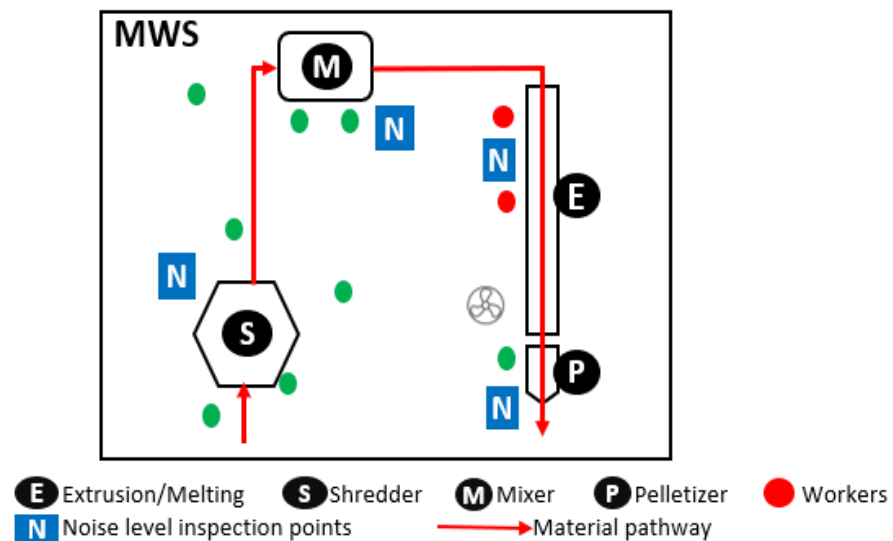 MWS
M
N
N
E
N
S
P
N
E Extrusion/Melting S Shredder M Mixer P Pelletizer Workers
N Noise level inspection points Material pathway